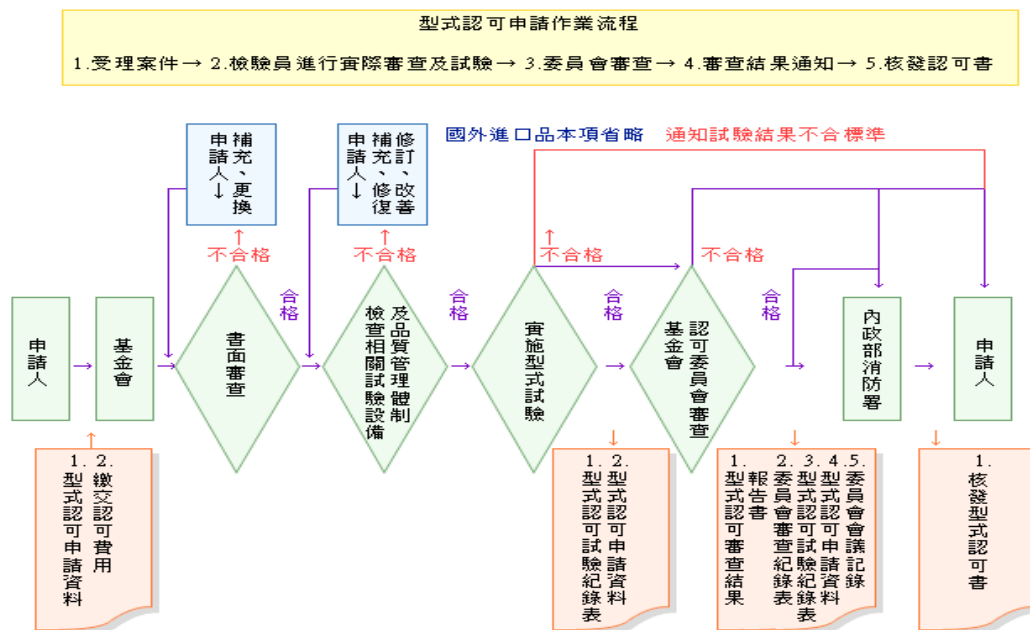 型式認可申請作業流程
1.受理案件→ 2.檢驗員進行實際審查及試驗→ 3.委員會審查→ 4.審查結果通知→ 5.核發認可書
補充、更換
申請人↓
修訂、改善
補充、修復
申請人↓
國外進口品本項省略
通知試驗結果不合標準
不合格
不合格
不合格
不合格
合格
合格
合格
合格
申請人
基金會
書面審查
及品質管理體制
檢查相關試驗設備
實施型式試驗
認可委員會審查
基金會
內政部消防署
申請人
1.型式認可申請資料
2.繳交認可費用
1.型式認可試驗紀錄表
2.型式認可申請資料
1.型式認可審查結果
報告書
2.委員會審查紀錄表
3.型式認可試驗紀錄表
4.型式認可申請資料
5.委員會會議記錄
1.核發型式認可書